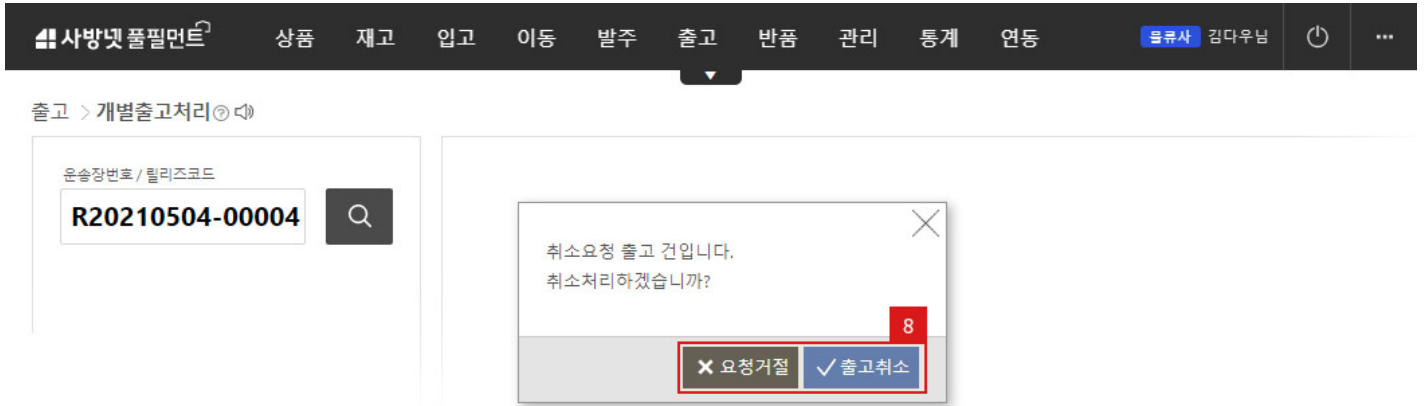 사방넷 풀필먼트 상품 재고 입고 이동 발주 출고 반품 관리 통계 연동 물류사 김다우님 ...
출고 > 개별출고처리 ?
운송장번호 / 릴리즈코드
R20210504-00004
취소요청 출고 건입니다.
취소처리하겠습니까?
8
요청거절 출고취소